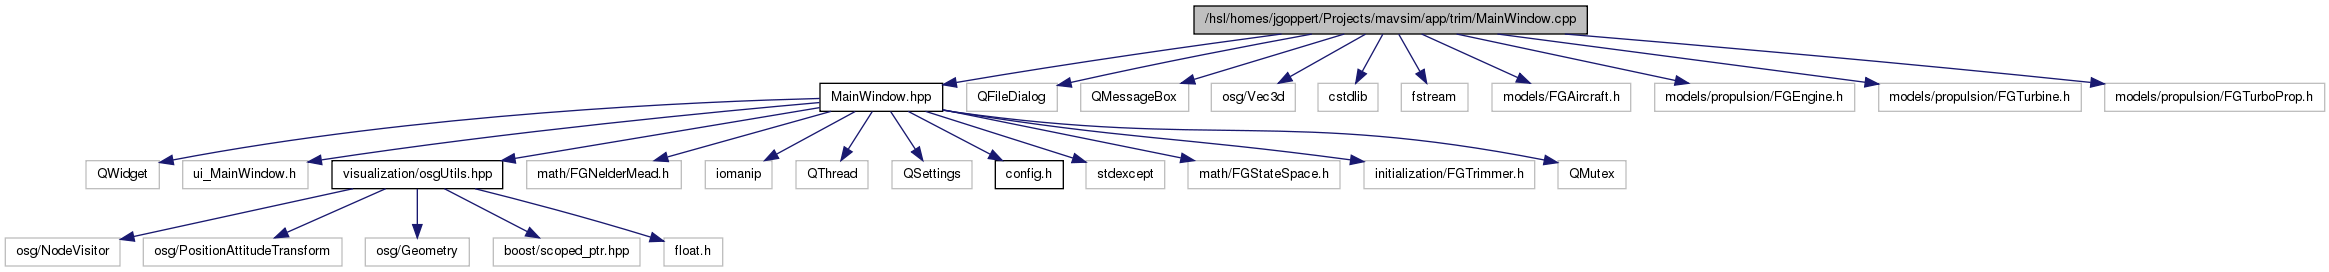 /hsl/homes/jgoppert/Projects/mavsim/app/trim/MainWindow.cpp
MainWindow.hpp
QFileDialog
QMessageBox
osg/Vec3d
cstdlib
fstream
models/FGAircraft.h
models/propulsion/FGEngine.h
models/propulsion/FGTurbine.h
models/propulsion/FGTurboProp.h
QWidget
ui_MainWindow.h
visualization/osgUtils.hpp
math/FGNelderMead.h
iomanip
QThread
QSettings
config.h
stdexcept
math/FGStateSpace.h
initialization/FGTrimmer.h
QMutex
osg/NodeVisitor
osg/PositionAttitudeTransform
osg/Geometry
boost/scoped_ptr.hpp
float.h